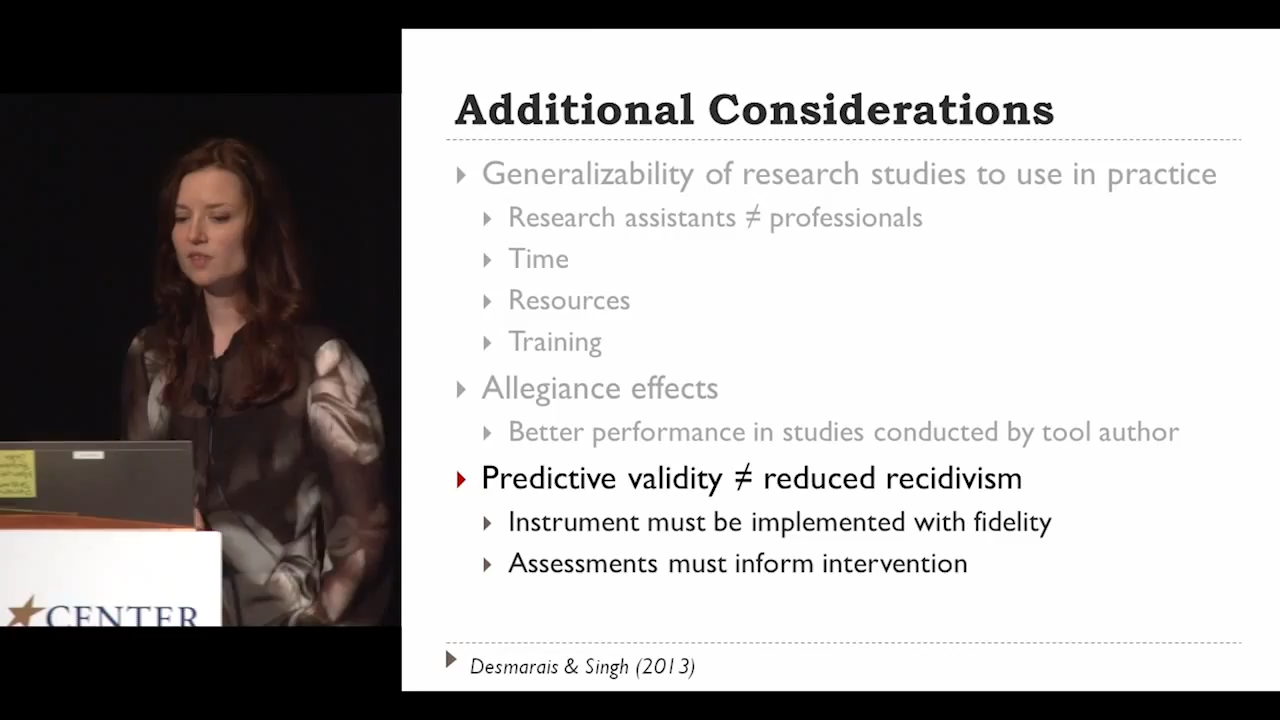 Additional Considerations
Generalizability of research studies to use in practice
Research assistants ≠ professionals
Time
Resources
Training
Allegiance effects
Better performance in studies conducted by tool author
Predictive validity ≠ reduced recidivism
Instrument must be implemented with fidelity
Assessments must inform intervention
Desmarais & Singh (2013)
CENTER